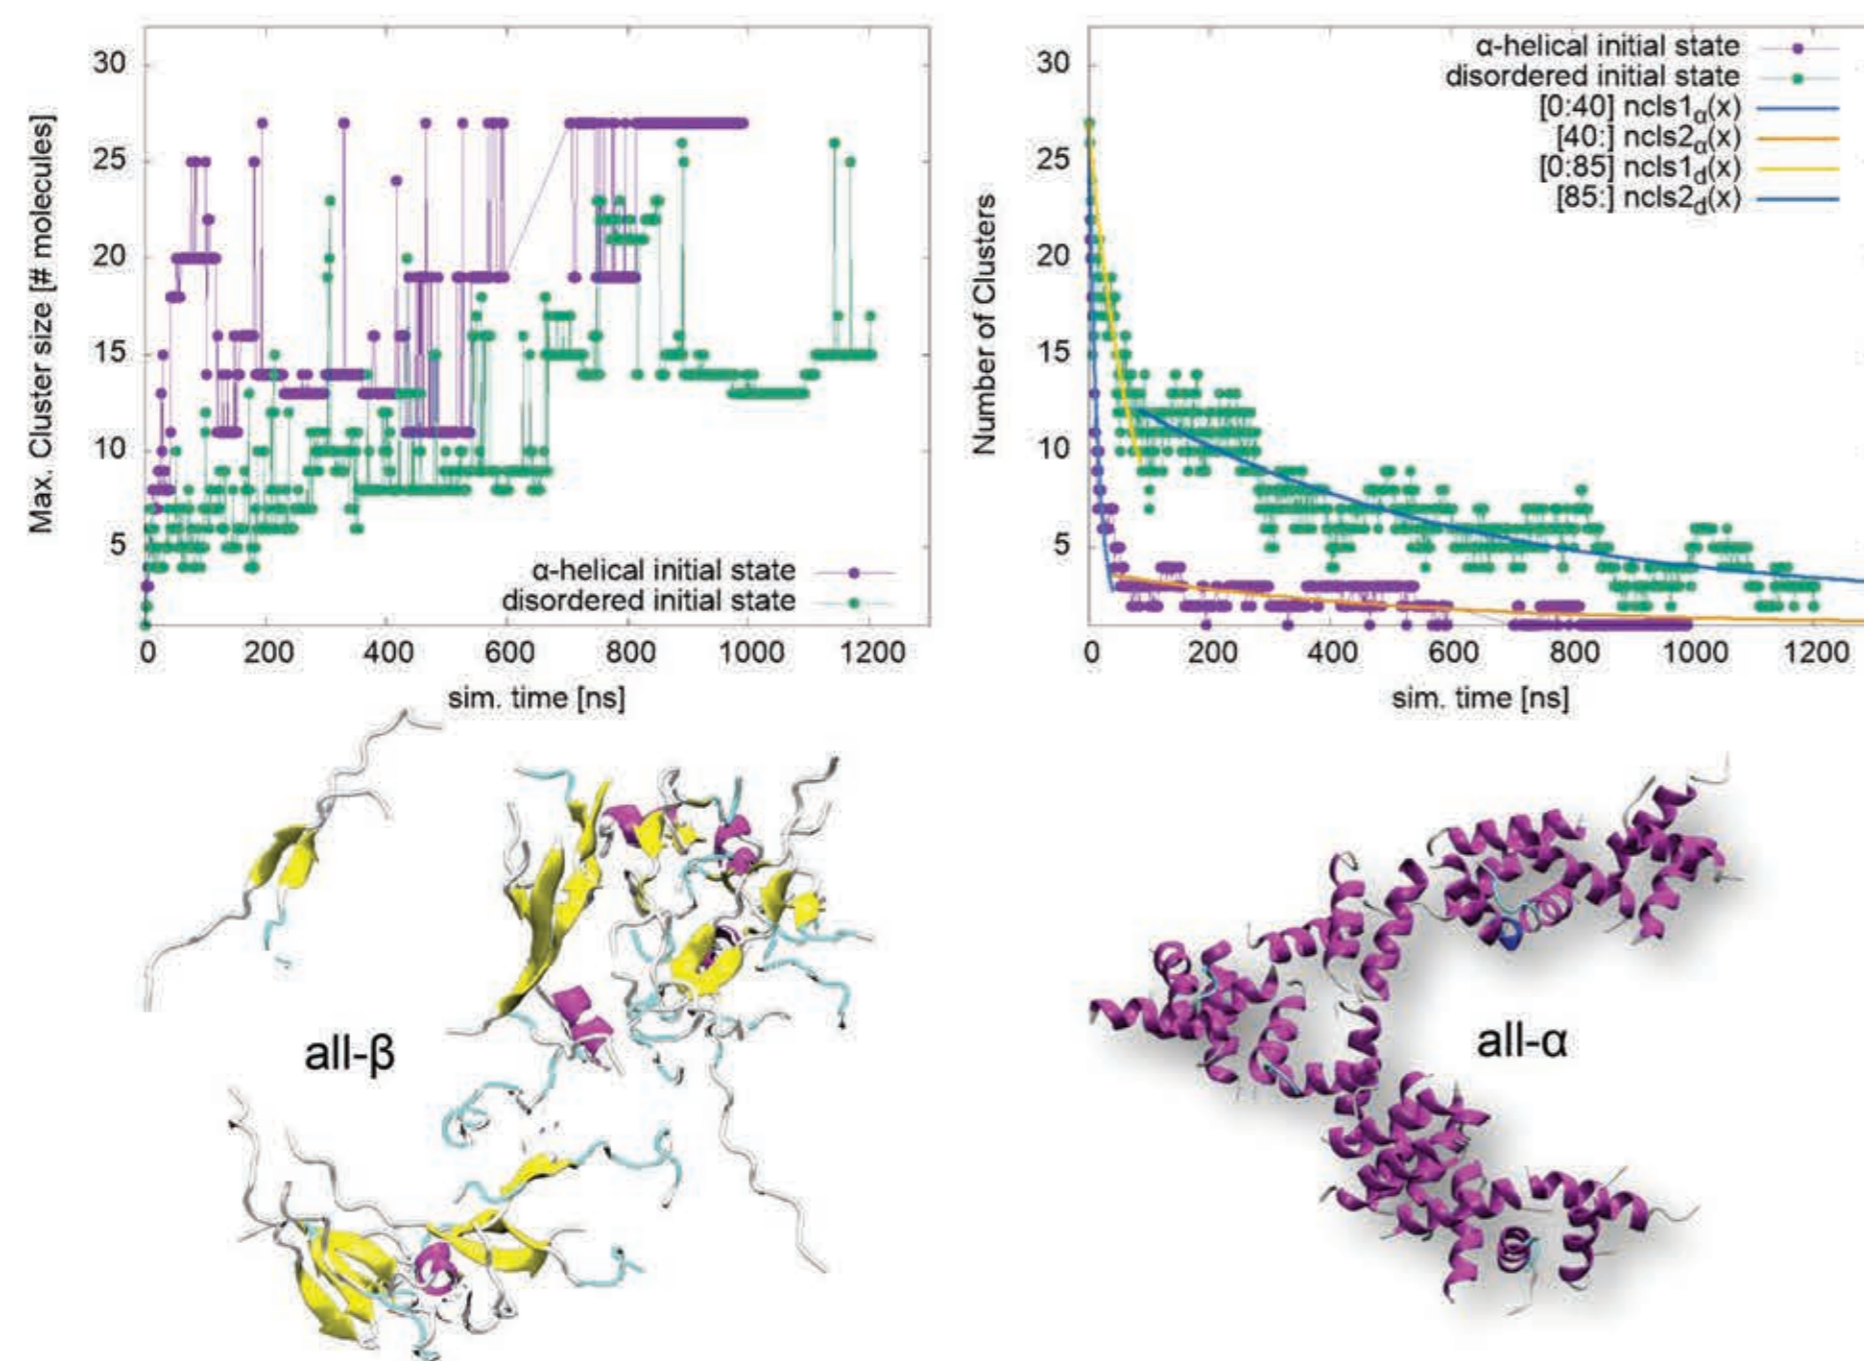 Max. Cluster size [# molecules]
30
25
20
15
10
5
0 200 400 600 800 1000 1200
sim. time [ns]
α-helical initial state
disordered initial state
Number of Clusters
30
25
20
15
10
5
0 200 400 600 800 1000 1200
sim. time [ns]
α-helical initial state
disordered initial state
[0:40] ncls1α(x)
[40:] ncls2α(x)
[0:85] ncls1d(x)
[85:] ncls2d(x)
all-β
all-α